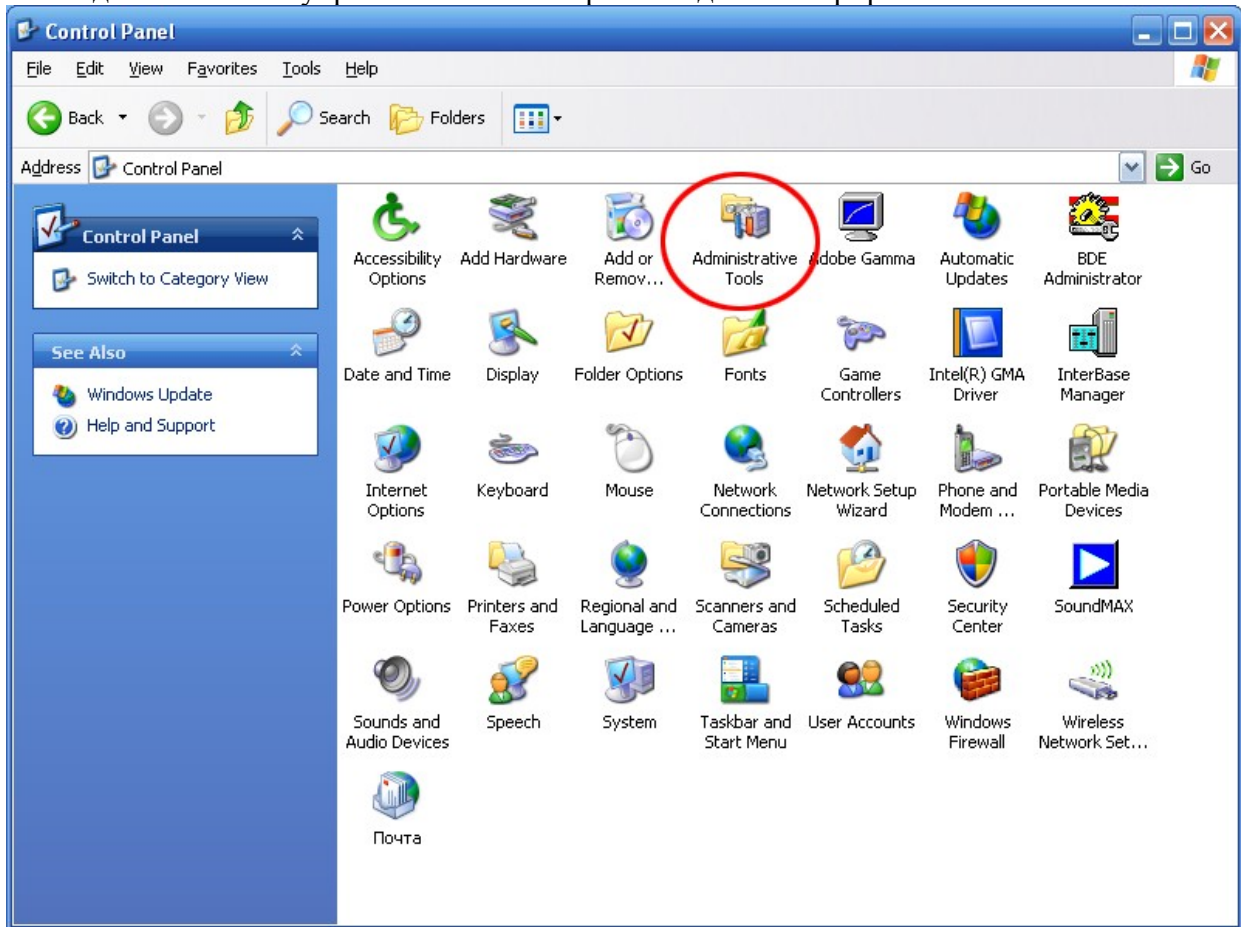 Control Panel
File Edit View Favorites Tools Help
Back Search Folders
Address Control Panel Go
Control Panel
Switch to Category View
See Also
Windows Update
Help and Support
Accessibility Options
Add Hardware
Add or Remov...
Administrative Tools
Adobe Gamma
Automatic Updates
BDE Administrator
Date and Time
Display
Folder Options
Fonts
Game Controllers
Intel(R) GMA Driver
InterBase Manager
Internet Options
Keyboard
Mouse
Network Connections
Network Setup Wizard
Phone and Modem ...
Portable Media Devices
Power Options
Printers and Faxes
Regional and Language ...
Scanners and Cameras
Scheduled Tasks
Security Center
SoundMAX
Sounds and Audio Devices
Speech
System
Taskbar and Start Menu
User Accounts
Windows Firewall
Wireless Network Set...
Почта